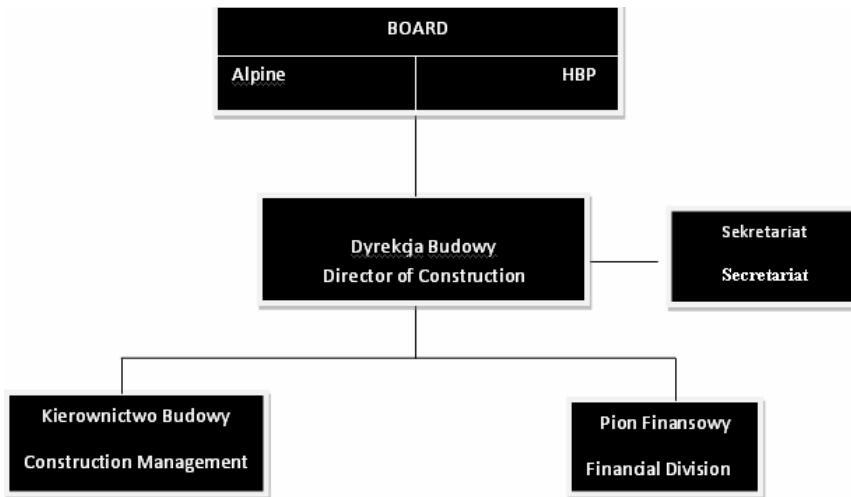 BOARD
Alpine HBP
Dyrekcja Budowy
Director of Construction
Sekretariat
Secretariat
Kierownictwo Budowy
Construction Management
Pion Finansowy
Financial Division